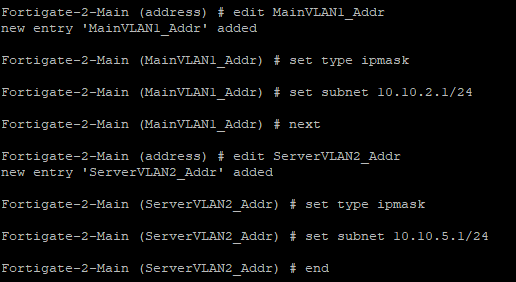 Fortigate-2-Main (address) # edit MainVLAN1_Addr
new entry 'MainVLAN1_Addr' added
Fortigate-2-Main (MainVLAN1_Addr) # set type ipmask
Fortigate-2-Main (MainVLAN1_Addr) # set subnet 10.10.2.1/24
Fortigate-2-Main (MainVLAN1_Addr) # next
Fortigate-2-Main (address) # edit ServerVLAN2_Addr
new entry 'ServerVLAN2_Addr' added
Fortigate-2-Main (ServerVLAN2_Addr) # set type ipmask
Fortigate-2-Main (ServerVLAN2_Addr) # set subnet 10.10.5.1/24
Fortigate-2-Main (ServerVLAN2_Addr) # end